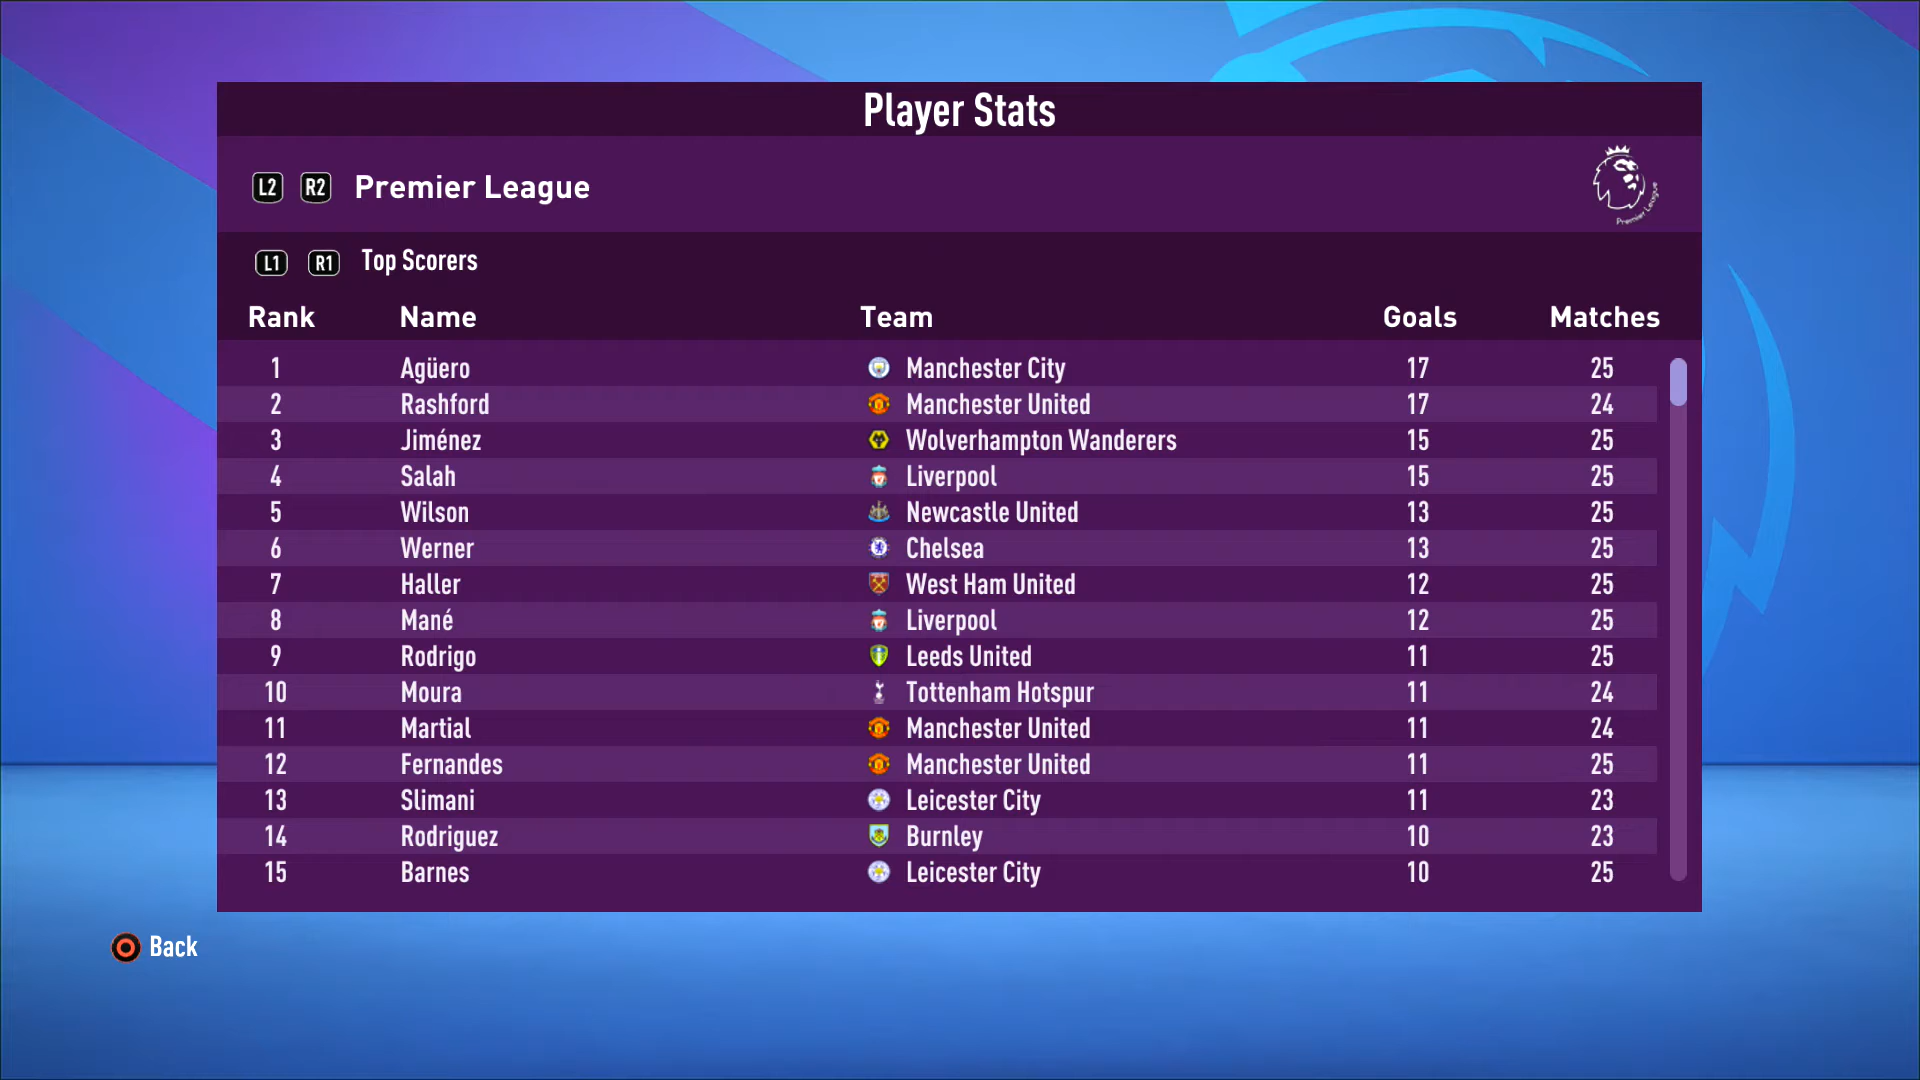 Player Stats
L2 R2 Premier League
Premier League
L1 R1 Top Scorers
Rank Name Team Goals Matches
1 Agüero Manchester City 17 25
2 Rashford Manchester United 17 24
3 Jiménez Wolverhampton Wanderers 15 25
4 Salah Liverpool 15 25
5 Wilson Newcastle United 13 25
6 Werner Chelsea 13 25
7 Haller West Ham United 12 25
8 Mané Liverpool 12 25
9 Rodrigo Leeds United 11 25
10 Moura Tottenham Hotspur 11 24
11 Martial Manchester United 11 24
12 Fernandes Manchester United 11 25
13 Slimani Leicester City 11 23
14 Rodriguez Burnley 10 23
15 Barnes Leicester City 10 25
Back